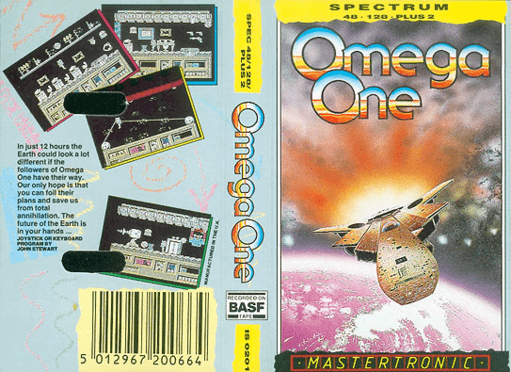 In just 12 hours the
Earth could look a lot
different if the
followers of Omega
One have their way.
Our only hope is that
you can foil their
plans and save us
from total
annihilation. The
future of the Earth is
in your hands ...
JOYSTICK OR KEYBOARD
PROGRAM BY
JOHN STEWART
MANUFACTURED IN THE U.K.
5 012967 200664
SPEC 48/128/
PLUS 2
Omega One
RECORDED ON
BASF
TAPE
IS 0201
SPECTRUM
48 · 128 · PLUS 2
Omega
One
MASTERTRONIC